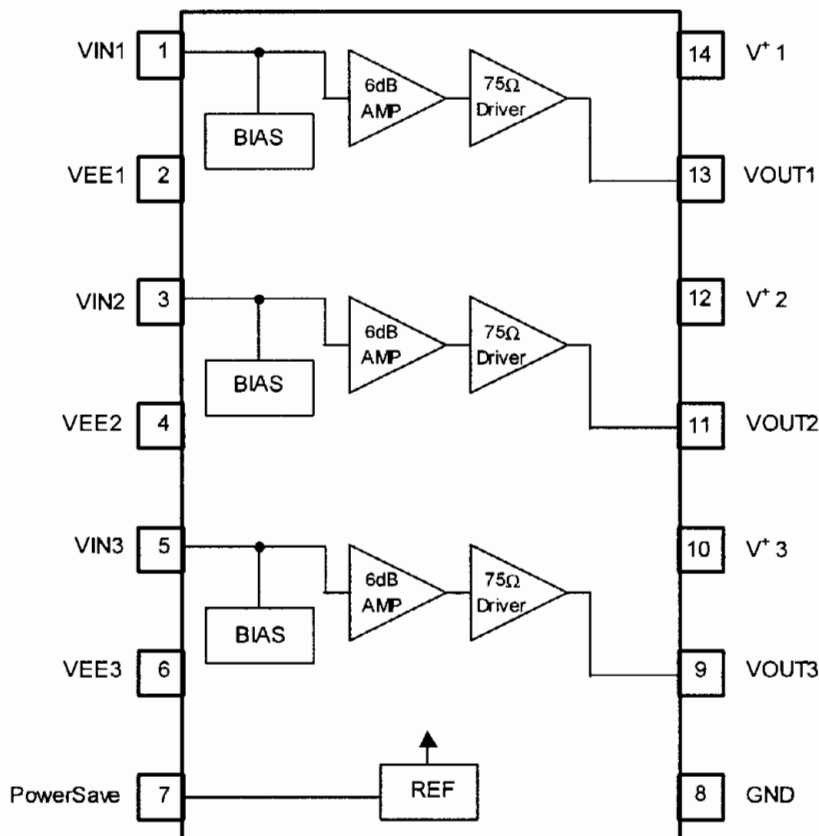 VIN1 1
14 V+1
6dB AMP
75Ω Driver
BIAS
VEE1 2
13 VOUT1
VIN2 3
12 V+2
6dB AMP
75Ω Driver
BIAS
VEE2 4
11 VOUT2
VIN3 5
10 V+3
6dB AMP
75Ω Driver
BIAS
VEE3 6
9 VOUT3
PowerSave 7
REF
8 GND